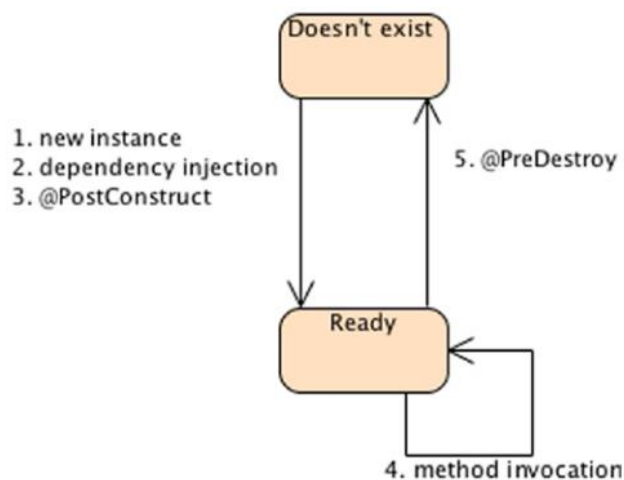 Doesn't exist
1. new instance
2. dependency injection
3. @PostConstruct
5. @PreDestroy
Ready
4. method invocation